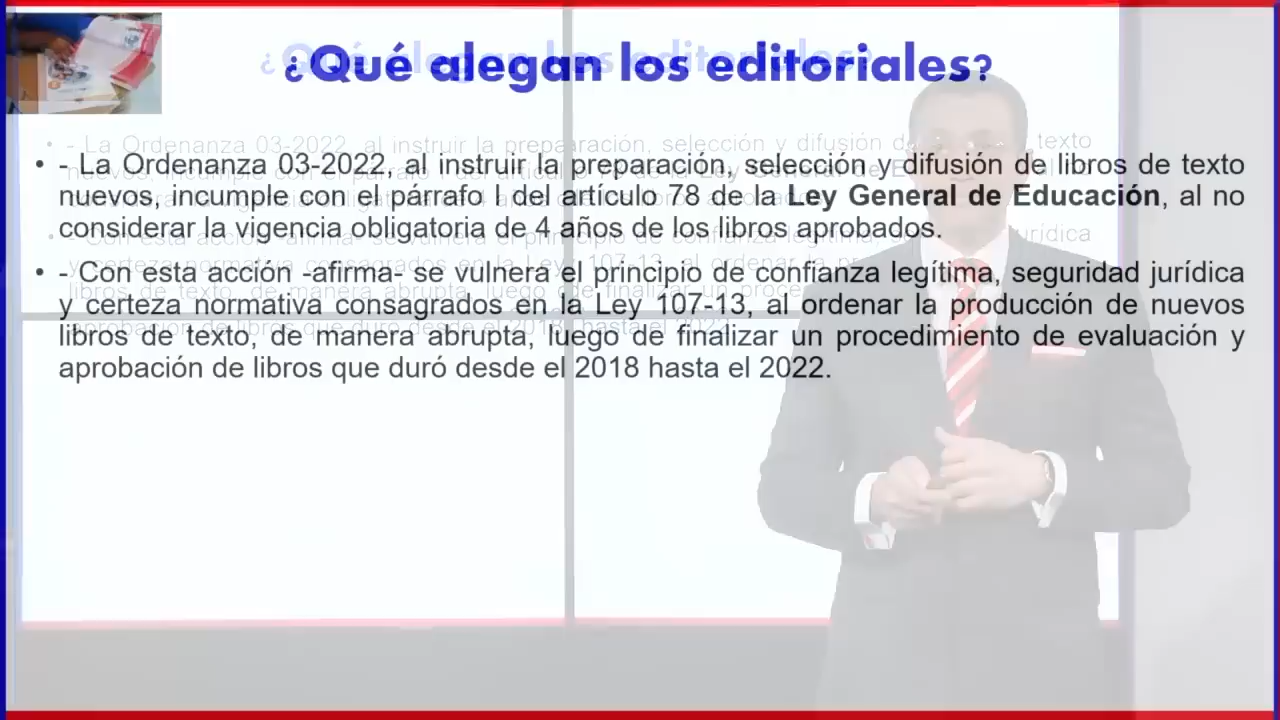 ¿Qué alegan los editoriales?
• - La Ordenanza 03-2022, al instruir la preparación, selección y difusión de libros de texto
nuevos, incumple con el párrafo I del artículo 78 de la Ley General de Educación, al no
considerar la vigencia obligatoria de 4 años de los libros aprobados.
• - Con esta acción -afirma- se vulnera el principio de confianza legítima, seguridad jurídica
y certeza normativa consagrados en la Ley 107-13, al ordenar la producción de nuevos
libros de texto, de manera abrupta, luego de finalizar un procedimiento de evaluación y
aprobación de libros que duró desde el 2018 hasta el 2022.